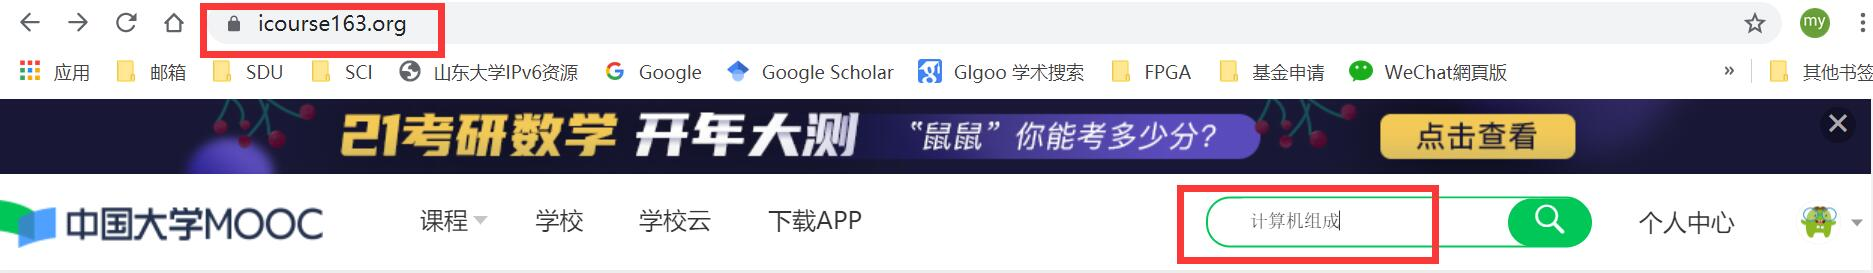 icourse163.org
my
应用 邮箱 SDU SCI 山东大学IPv6资源 Google Google Scholar Glgoo 学术搜索 FPGA 基金申请 WeChat網頁版 » 其他书签
21考研数学 开年大测 “鼠鼠”你能考多少分? 点击查看
中国大学MOOC 课程 学校 学校云 下载APP 计算机组成 个人中心